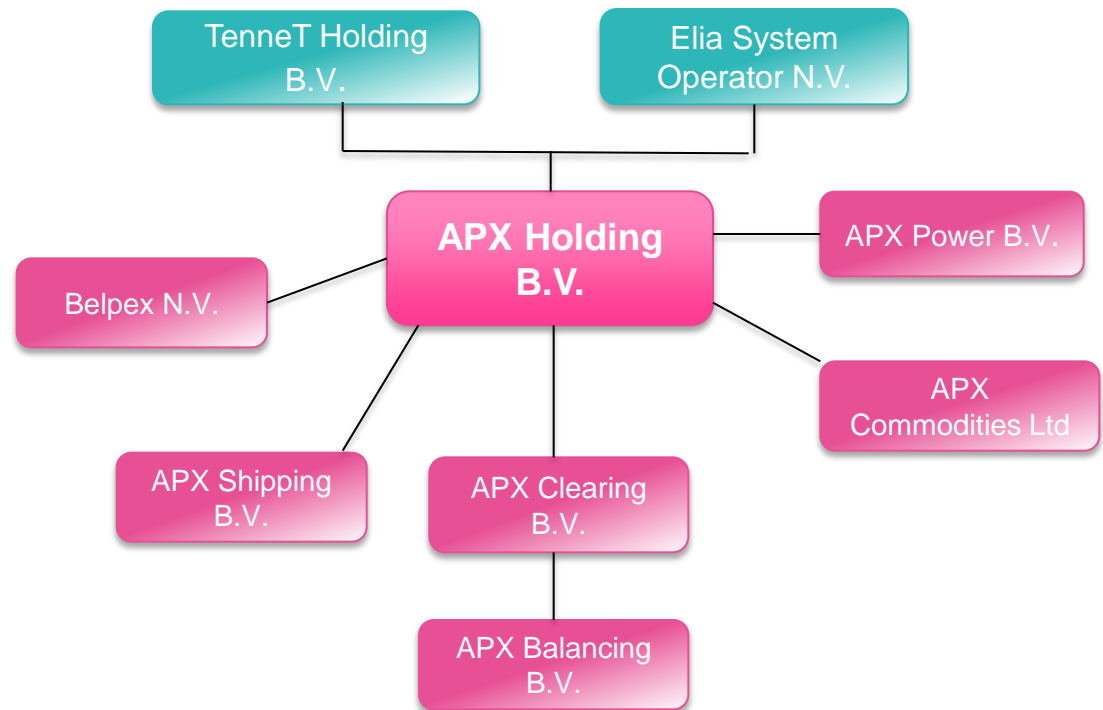 TenneT Holding
B.V.
Elia System
Operator N.V.
APX Holding
B.V.
APX Power B.V.
Belpex N.V.
APX
Commodities Ltd
APX Shipping
B.V.
APX Clearing
B.V.
APX Balancing
B.V.